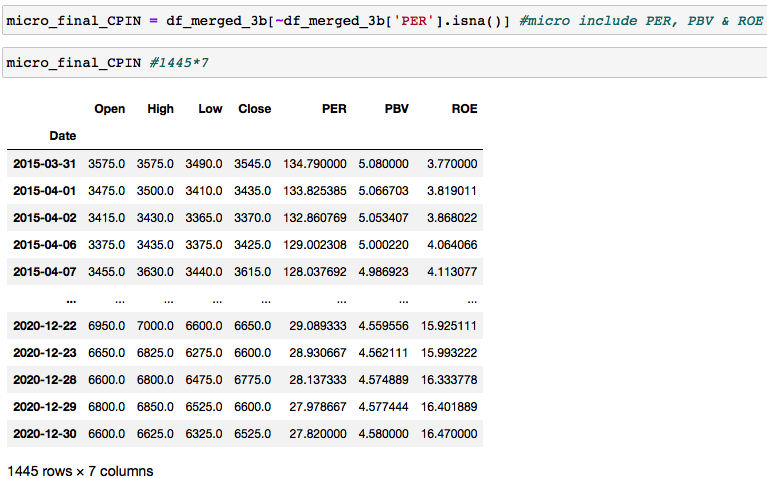 micro_final_CPIN = df_merged_3b[~df_merged_3b['PER'].isna()] #micro include PER, PBV & ROE
micro_final_CPIN #1445*7
Open High Low Close PER PBV ROE
Date
2015-03-31 3575.0 3575.0 3490.0 3545.0 134.790000 5.080000 3.770000
2015-04-01 3475.0 3500.0 3410.0 3435.0 133.825385 5.066703 3.819011
2015-04-02 3415.0 3430.0 3365.0 3370.0 132.860769 5.053407 3.868022
2015-04-06 3375.0 3435.0 3375.0 3425.0 129.002308 5.000220 4.064066
2015-04-07 3455.0 3630.0 3440.0 3615.0 128.037692 4.986923 4.113077
... ... ... ... ... ... ... ...
2020-12-22 6950.0 7000.0 6600.0 6650.0 29.089333 4.559556 15.925111
2020-12-23 6650.0 6825.0 6275.0 6600.0 28.930667 4.562111 15.993222
2020-12-28 6600.0 6800.0 6475.0 6775.0 28.137333 4.574889 16.333778
2020-12-29 6800.0 6850.0 6525.0 6600.0 27.978667 4.577444 16.401889
2020-12-30 6600.0 6625.0 6325.0 6525.0 27.820000 4.580000 16.470000
1445 rows × 7 columns